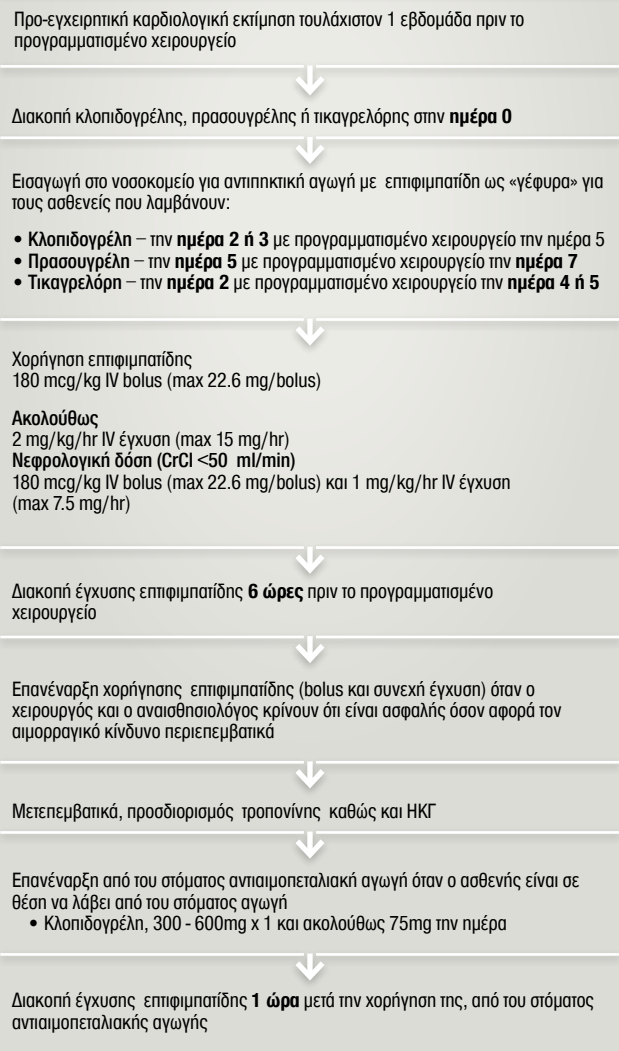 Προ-εγχειρητική καρδιολογική εκτίμηση τουλάχιστον 1 εβδομάδα πριν το
προγραμματισμένο χειρουργείο
Διακοπή κλοπιδογρέλης, πρασουγρέλης ή τικαγρελόρης στην ημέρα 0
Εισαγωγή στο νοσοκομείο για αντιπηκτική αγωγή με επτιφιμπατίδη ως «γέφυρα» για
τους ασθενείς που λαμβάνουν:
• Κλοπιδογρέλη – την ημέρα 2 ή 3 με προγραμματισμένο χειρουργείο την ημέρα 5
• Πρασουγρέλη – την ημέρα 5 με προγραμματισμένο χειρουργείο την ημέρα 7
• Τικαγρελόρη – την ημέρα 2 με προγραμματισμένο χειρουργείο την ημέρα 4 ή 5
Χορήγηση επτιφιμπατίδης
180 mcg/kg IV bolus (max 22.6 mg/bolus)
Ακολούθως
2 mg/kg/hr IV έγχυση (max 15 mg/hr)
Νεφρολογική δόση (CrCl <50 ml/min)
180 mcg/kg IV bolus (max 22.6 mg/bolus) και 1 mg/kg/hr IV έγχυση
(max 7.5 mg/hr)
Διακοπή έγχυσης επτιφιμπατίδης 6 ώρες πριν το προγραμματισμένο
χειρουργείο
Επανέναρξη χορήγησης επτιφιμπατίδης (bolus και συνεχή έγχυση) όταν ο
χειρουργός και ο αναισθησιολόγος κρίνουν ότι είναι ασφαλής όσον αφορά τον
αιμορραγικό κίνδυνο περιεπεμβατικά
Μετεπεμβατικά, προσδιορισμός τροπονίνης καθώς και ΗΚΓ
Επανέναρξη από του στόματος αντιαιμοπεταλιακή αγωγή όταν ο ασθενής είναι σε
θέση να λάβει από του στόματος αγωγή
• Κλοπιδογρέλη, 300 - 600mg x 1 και ακολούθως 75mg την ημέρα
Διακοπή έγχυσης επτιφιμπατίδης 1 ώρα μετά την χορήγηση της, από του στόματος
αντιαιμοπεταλιακής αγωγής